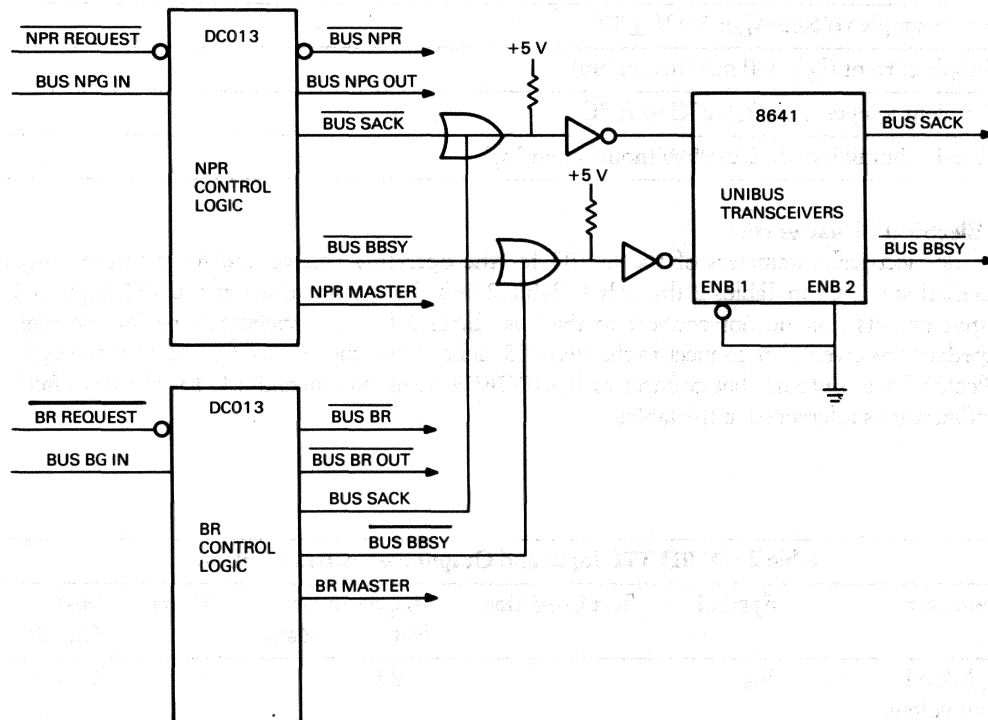 NPR REQUEST
BUS NPG IN
DC013
NPR
CONTROL
LOGIC
BUS NPR
BUS NPG OUT
BUS SACK
BUS BBSY
NPR MASTER
+5 V
+5 V
8641
UNIBUS
TRANSCEIVERS
ENB 1
ENB 2
BUS SACK
BUS BBSY
BR REQUEST
BUS BG IN
DC013
BR
CONTROL
LOGIC
BUS BR
BUS BR OUT
BUS SACK
BUS BBSY
BR MASTER